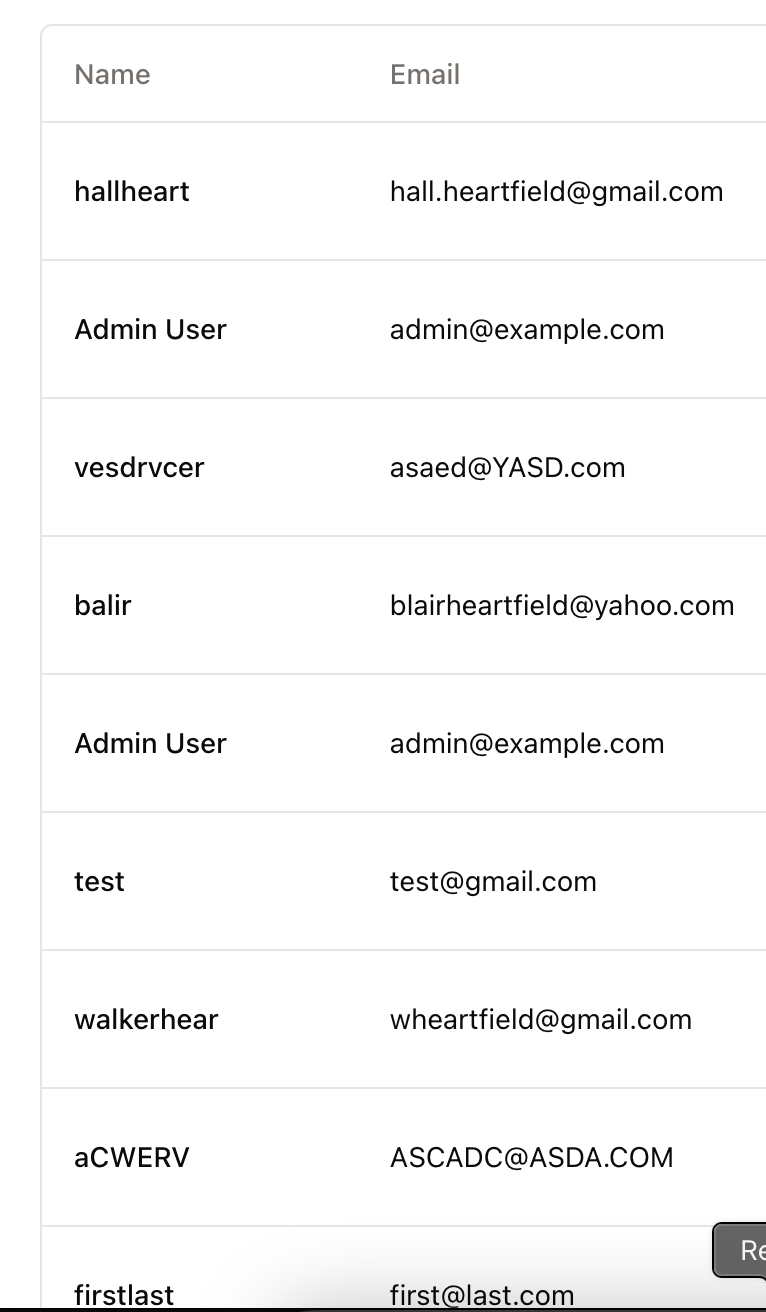 Name Email
hallheart hall.heartfield@gmail.com
Admin User admin@example.com
vesdrvcer asaed@YASD.com
balir blairheartfield@yahoo.com
Admin User admin@example.com
test test@gmail.com
walkerhear wheartfield@gmail.com
aCWERV ASCADC@ASDA.COM
Re
firstlast first@last.com